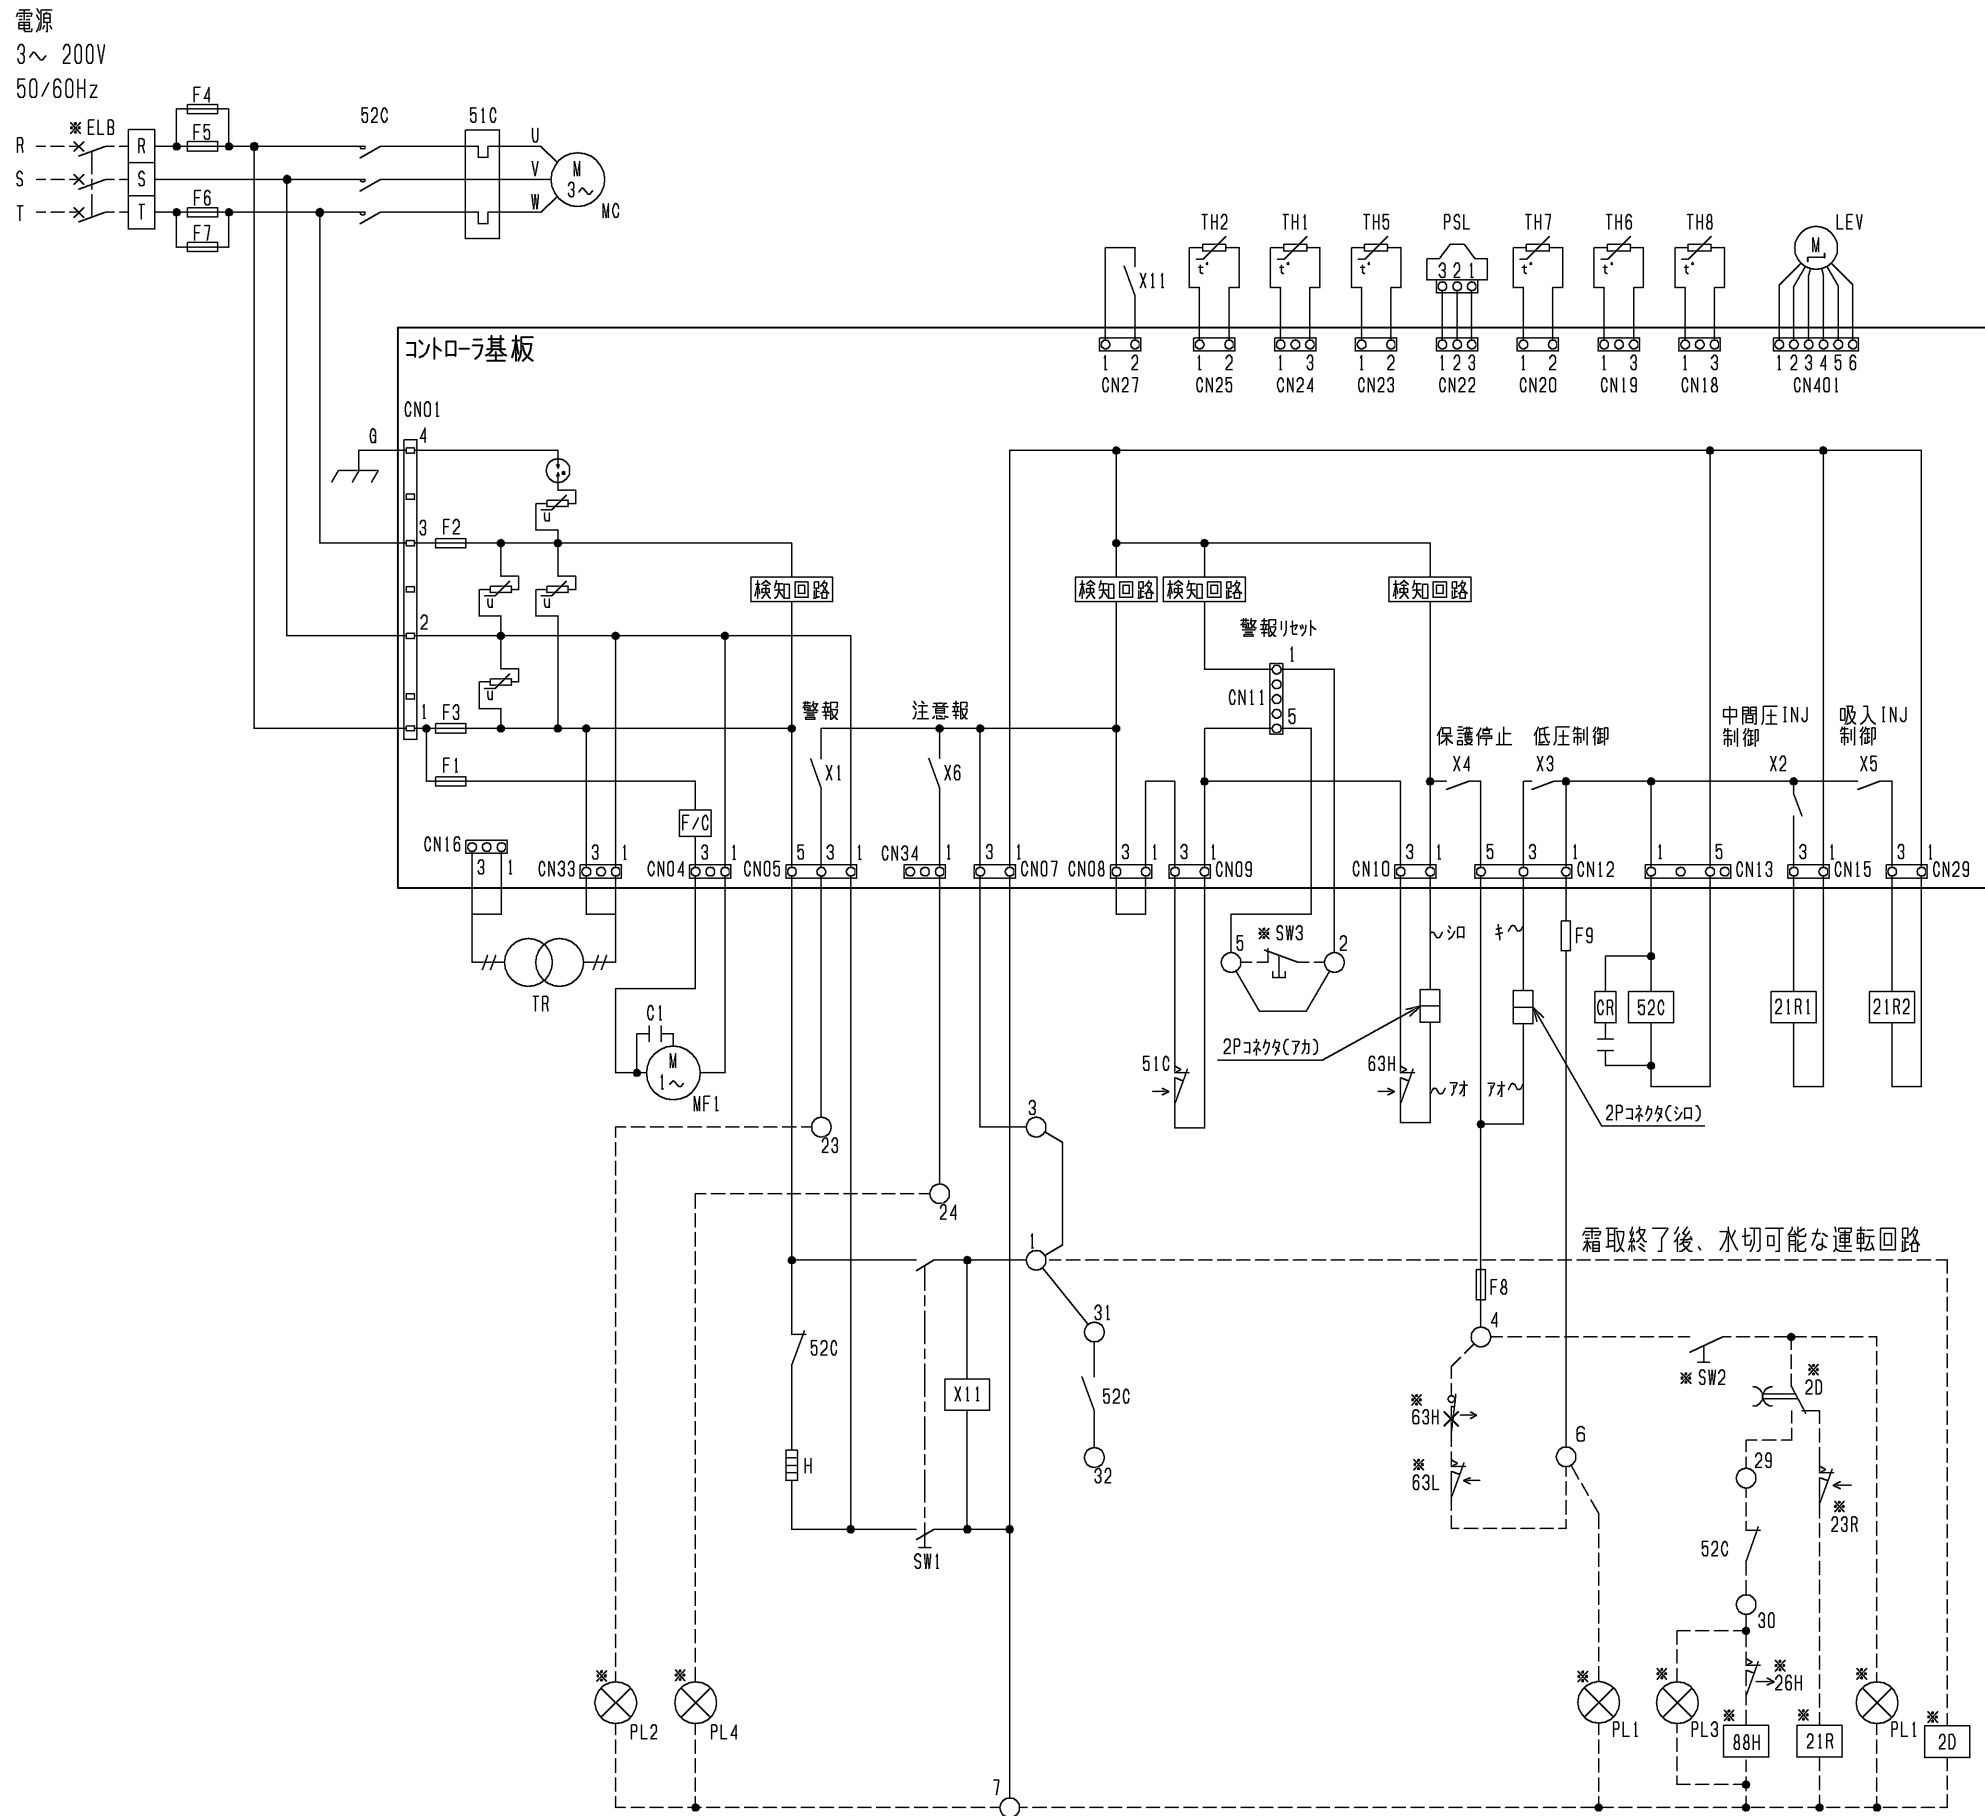 電源
3～ 200V
50/60Hz
※ELB
R
S
T
R
S
T
F4
F5
F6
F7
52C
51C
U
V
W
M
3～
MC
X11
TH2
t°
TH1
t°
TH5
t°
PSL
3 2 1
TH7
t°
TH6
t°
TH8
t°
LEV
M
コントローラ基板
1 2
CN27
1 2
CN25
1 3
CN24
1 2
CN23
1 2 3
CN22
1 2
CN20
1 3
CN19
1 3
CN18
1 2 3 4 5 6
CN401
CN01
G
4
3
F2
2
1
F3
F1
u
u
u
u
検知回路
検知回路
検知回路
検知回路
警報リセット
1
CN11
5
警報
X1
注意報
X6
保護停止
X4
低圧制御
X3
中間圧INJ
制御
X2
吸入INJ
制御
X5
F/C
CN16
3 1
CN33
3 1
CN04
3 1
CN05
5 3 1
CN34
1
3 1
CN07
CN08
3 1
3 1
CN09
CN10
3 1
5 3 1
CN12
1 5
CN13
3 1
CN15
3 1
CN29
TR
C1
M
1～
MF1
5
※SW3
2
～シロ
キ～
F9
2Pコネクタ(アカ)
51C
63H
～アオ
アオ～
2Pコネクタ(シロ)
CR
52C
21R1
21R2
23
24
3
1
31
52C
32
霜取終了後、水切可能な運転回路
52C
H
X11
SW1
F8
4
※
63H
※
63L
6
※SW2
※
2D
29
※
23R
52C
30
※
26H
※
PL2
※
PL4
7
※
PL1
※
PL3
※
88H
※
21R
※
PL1
※
2D